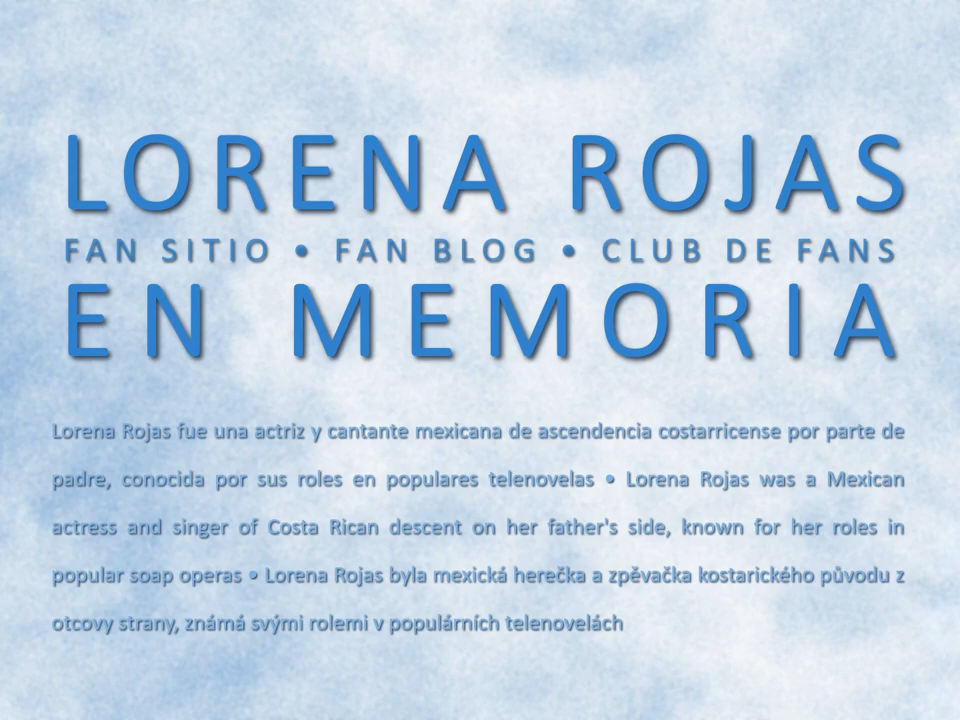 LORENA ROJAS
FAN SITIO • FAN BLOG • CLUB DE FANS
EN MEMORIA
Lorena Rojas fue una actriz y cantante mexicana de ascendencia costarricense por parte de
padre, conocida por sus roles en populares telenovelas • Lorena Rojas was a Mexican
actress and singer of Costa Rican descent on her father's side, known for her roles in
popular soap operas • Lorena Rojas byla mexická herečka a zpěvačka kostarického původu z
otcovy strany, známá svými rolemi v populárních telenovelách